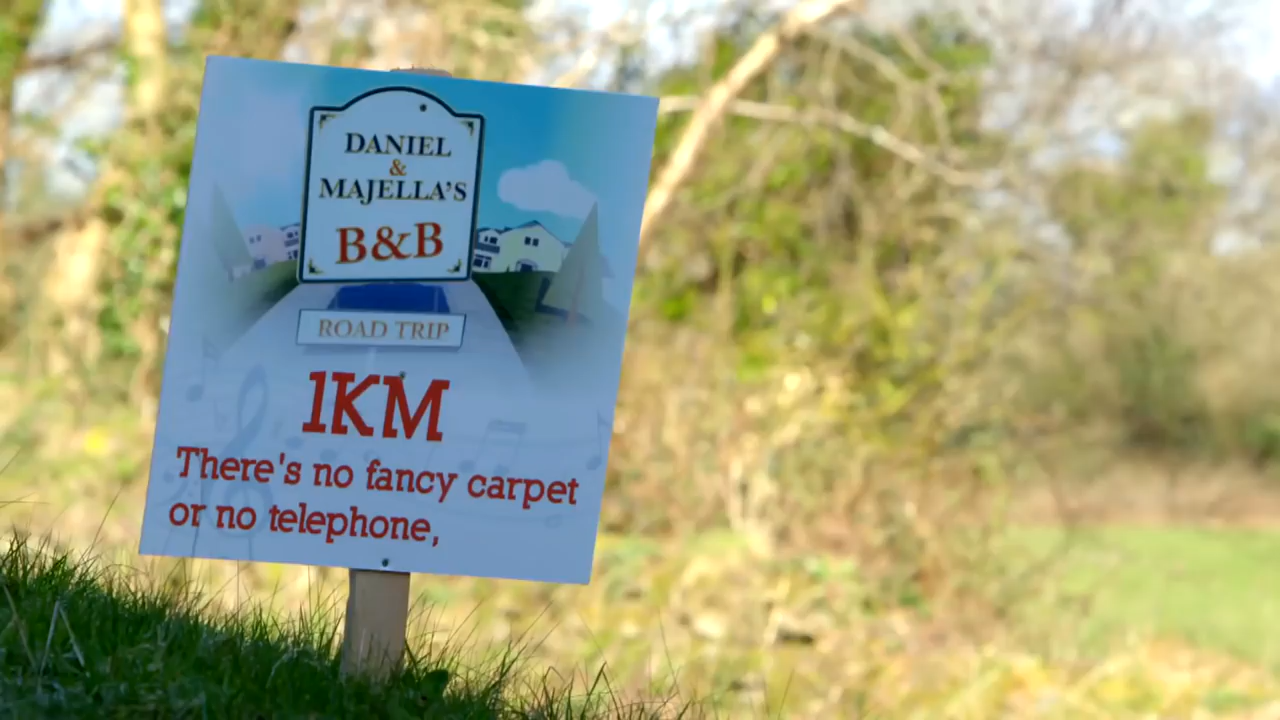 DANIEL
&
MAJELLA'S
B&B
ROAD TRIP
1KM
There's no fancy carpet
or no telephone,